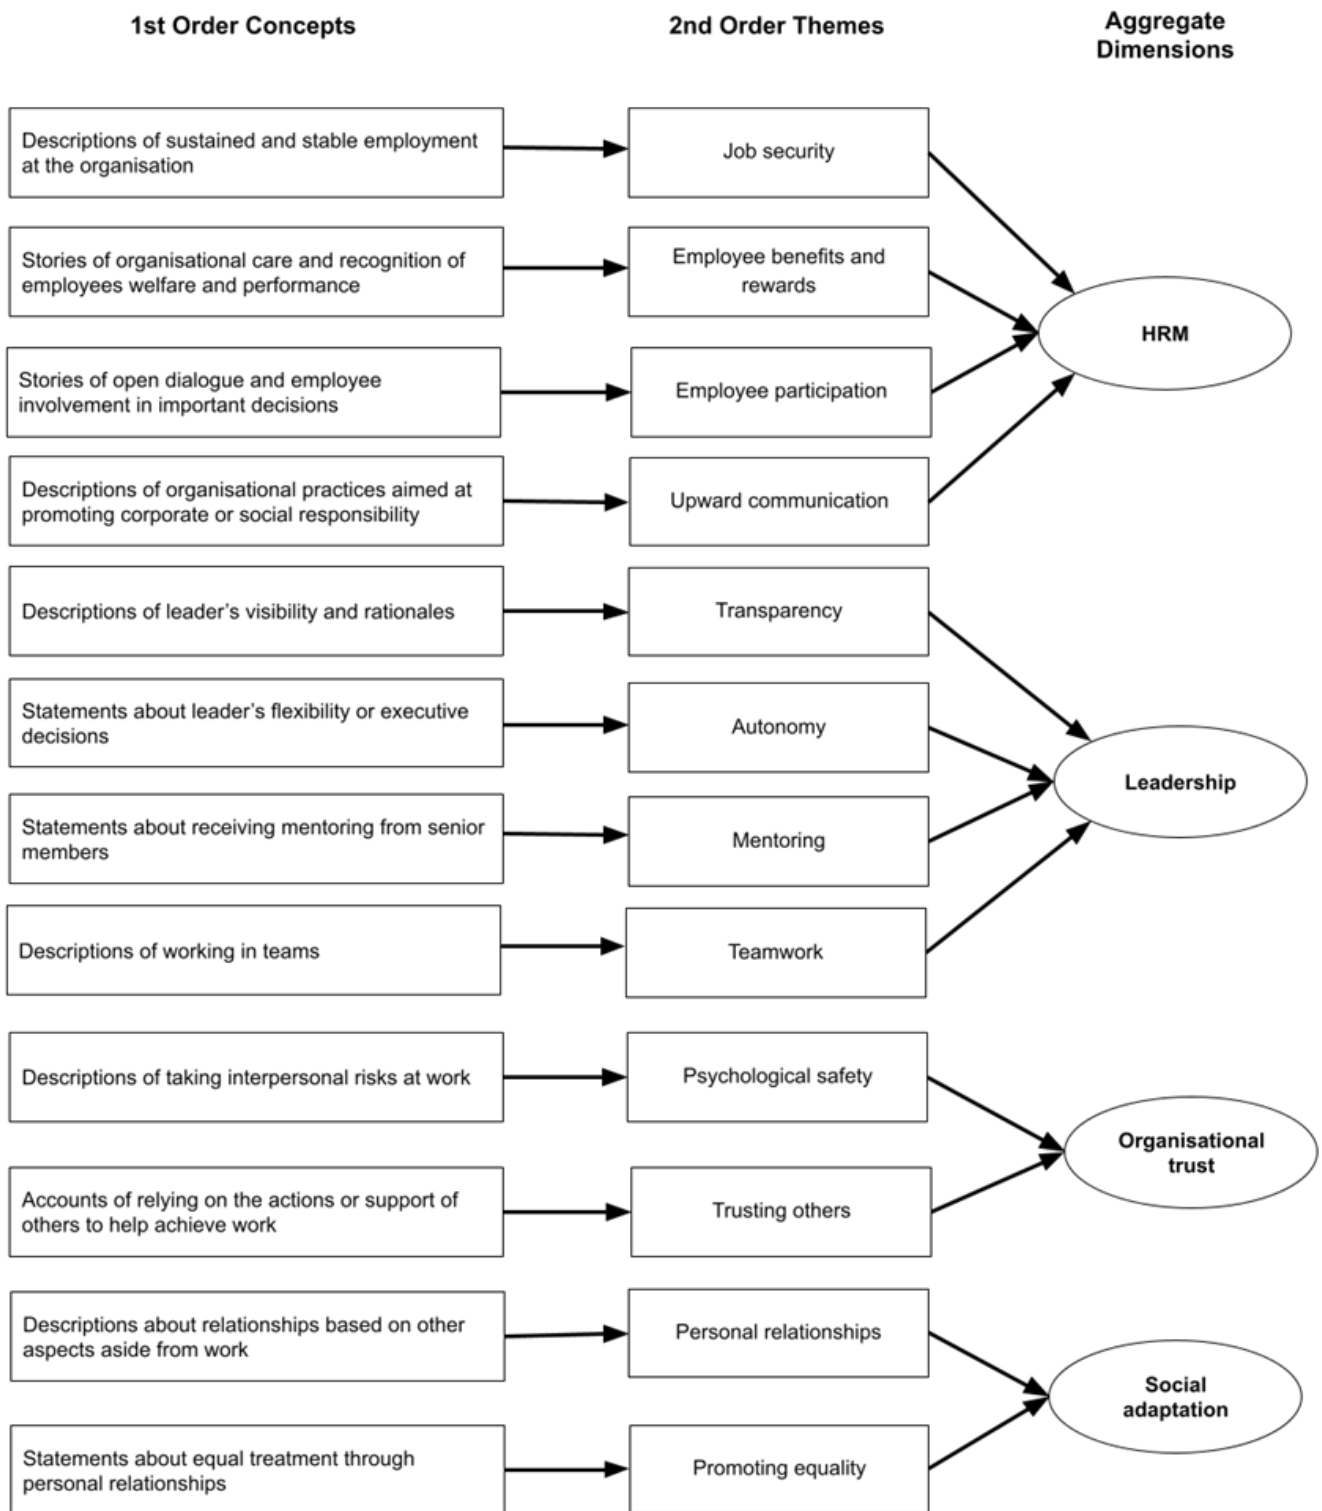 1st Order Concepts
2nd Order Themes
Aggregate
Dimensions
Descriptions of sustained and stable employment
at the organisation
Job security
Stories of organisational care and recognition of
employees welfare and performance
Employee benefits and
rewards
HRM
Stories of open dialogue and employee
involvement in important decisions
Employee participation
Descriptions of organisational practices aimed at
promoting corporate or social responsibility
Upward communication
Descriptions of leader’s visibility and rationales
Transparency
Statements about leader’s flexibility or executive
decisions
Autonomy
Leadership
Statements about receiving mentoring from senior
members
Mentoring
Descriptions of working in teams
Teamwork
Descriptions of taking interpersonal risks at work
Psychological safety
Organisational
trust
Accounts of relying on the actions or support of
others to help achieve work
Trusting others
Descriptions about relationships based on other
aspects aside from work
Personal relationships
Social
adaptation
Statements about equal treatment through
personal relationships
Promoting equality